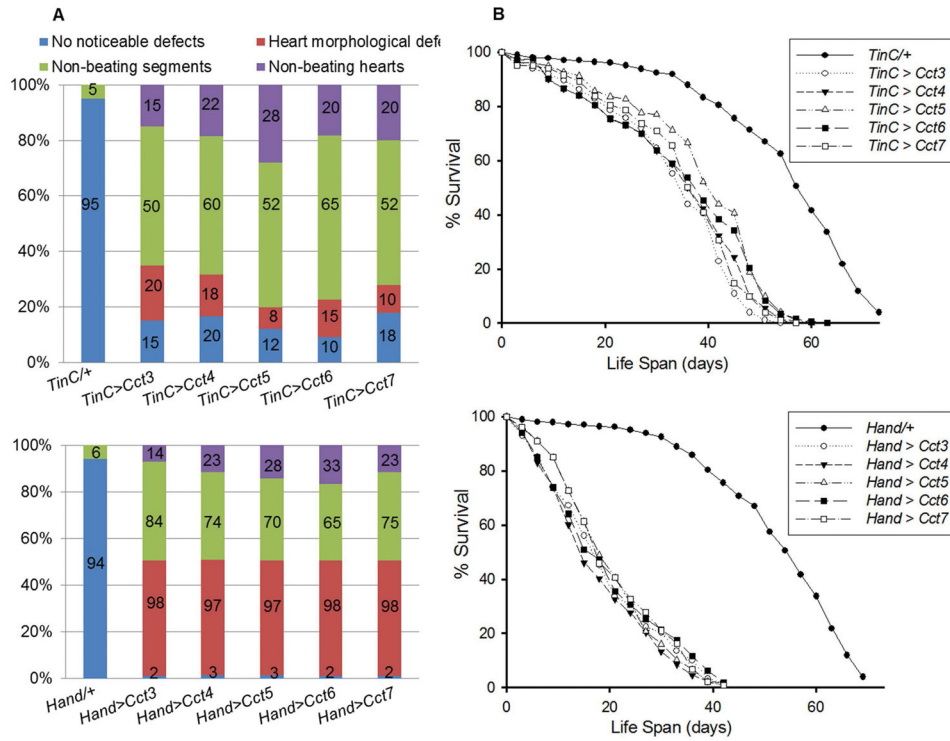 A
No noticeable defects
Heart morphological defe
Non-beating segments
Non-beating hearts
100%
80%
60%
40%
20%
0%
5
95
15
50
20
15
22
60
18
20
28
52
8
12
20
65
15
10
20
52
10
18
TinC/+
TinC>Cct3
TinC>Cct4
TinC>Cct5
TinC>Cct6
TinC>Cct7
100%
80%
60%
40%
20%
0%
6
94
14
84
98
2
23
74
97
3
28
70
97
3
33
65
98
2
23
75
98
2
Hand/+
Hand>Cct3
Hand>Cct4
Hand>Cct5
Hand>Cct6
Hand>Cct7
B
% Survival
100
80
60
40
20
0
0
20
40
60
Life Span (days)
TinC/+
TinC > Cct3
TinC > Cct4
TinC > Cct5
TinC > Cct6
TinC > Cct7
% Survival
100
80
60
40
20
0
0
20
40
60
Life Span (days)
Hand/+
Hand > Cct3
Hand > Cct4
Hand > Cct5
Hand > Cct6
Hand > Cct7